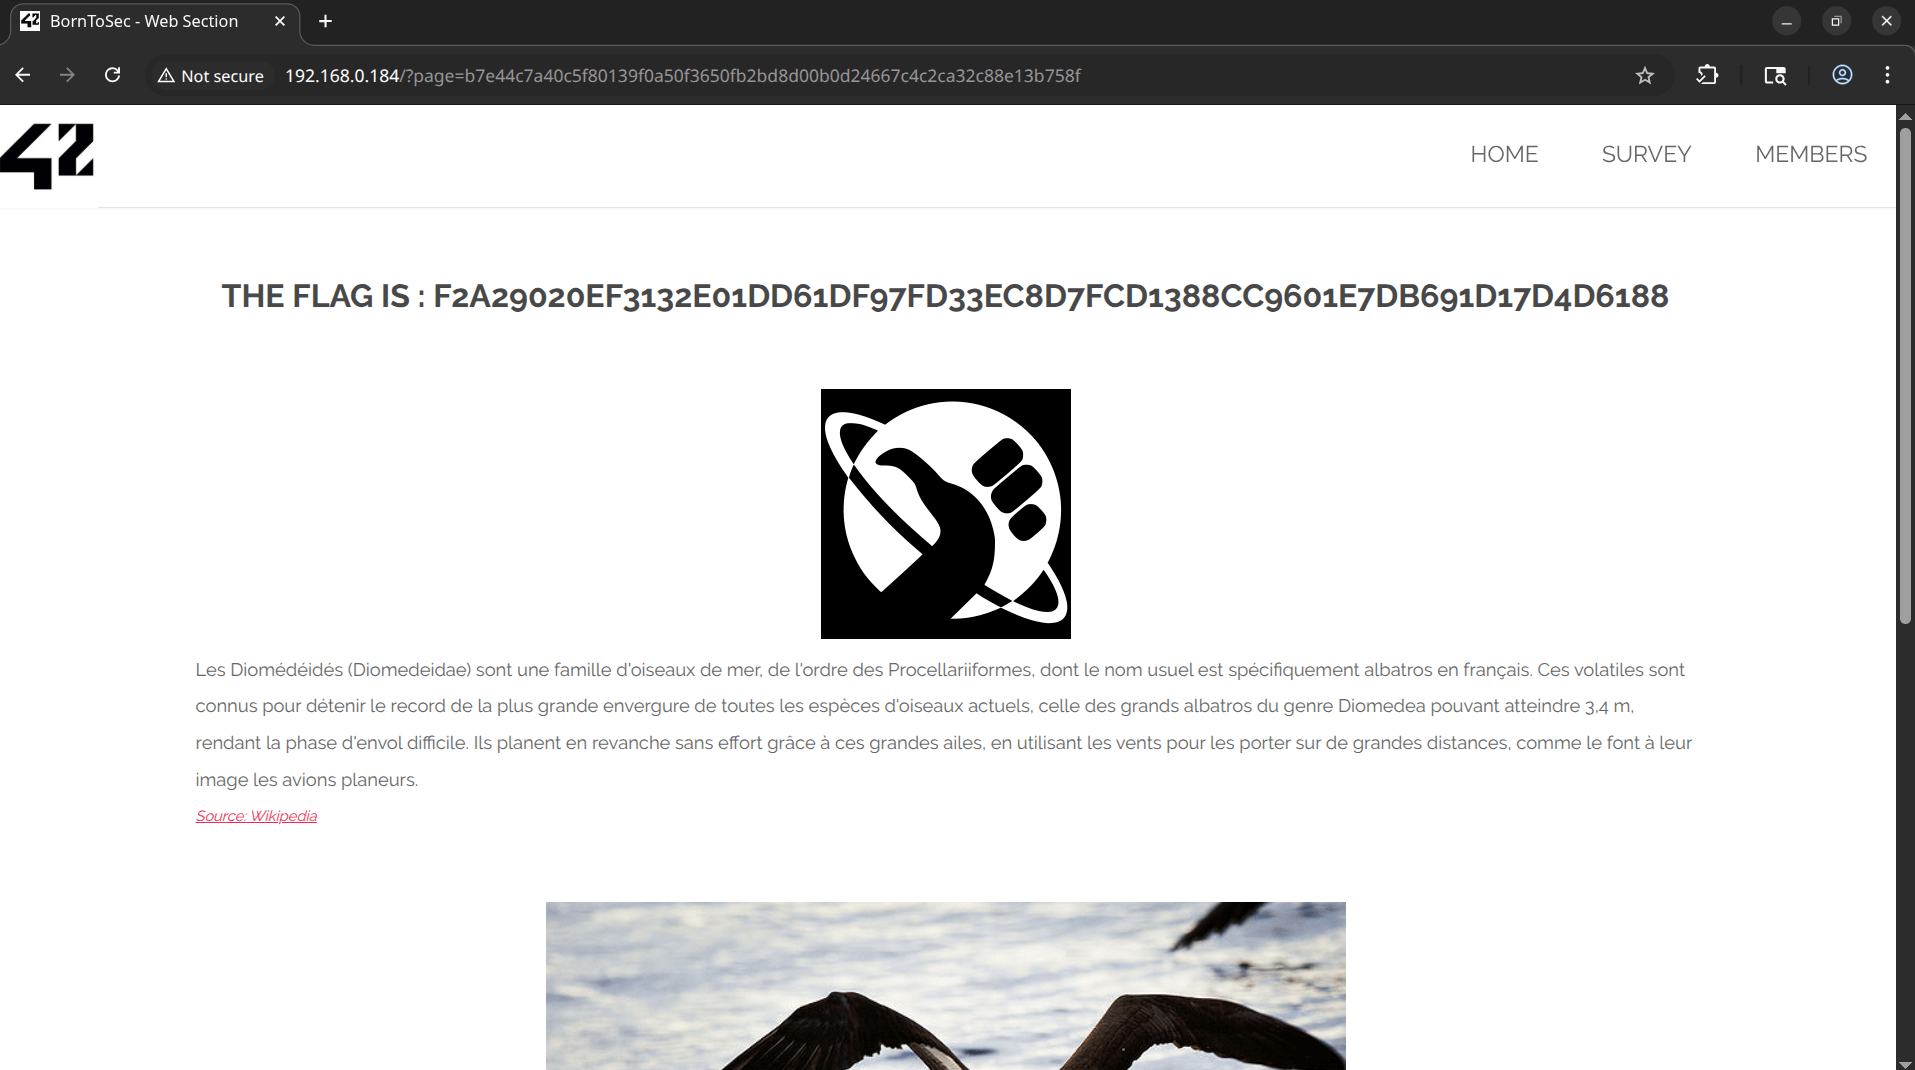 BornToSec - Web Section
Not secure
192.168.0.184/?page=b7e44c7a40c5f80139f0a50f3650fb2bd8d00b0d24667c4c2ca32c88e13b758f
42
HOME SURVEY MEMBERS
THE FLAG IS : F2A29020EF3132E01DD61DF97FD33EC8D7FCD1388CC9601E7DB691D17D4D6188
Les Diomédéidés (Diomedeidae) sont une famille d'oiseaux de mer, de l'ordre des Procellariiformes, dont le nom usuel est spécifiquement albatros en français. Ces volatiles sont
connus pour détenir le record de la plus grande envergure de toutes les espèces d'oiseaux actuels, celle des grands albatros du genre Diomedea pouvant atteindre 3,4 m,
rendant la phase d'envol difficile. Ils planent en revanche sans effort grâce à ces grandes ailes, en utilisant les vents pour les porter sur de grandes distances, comme le font à leur
image les avions planeurs.
Source: Wikipedia